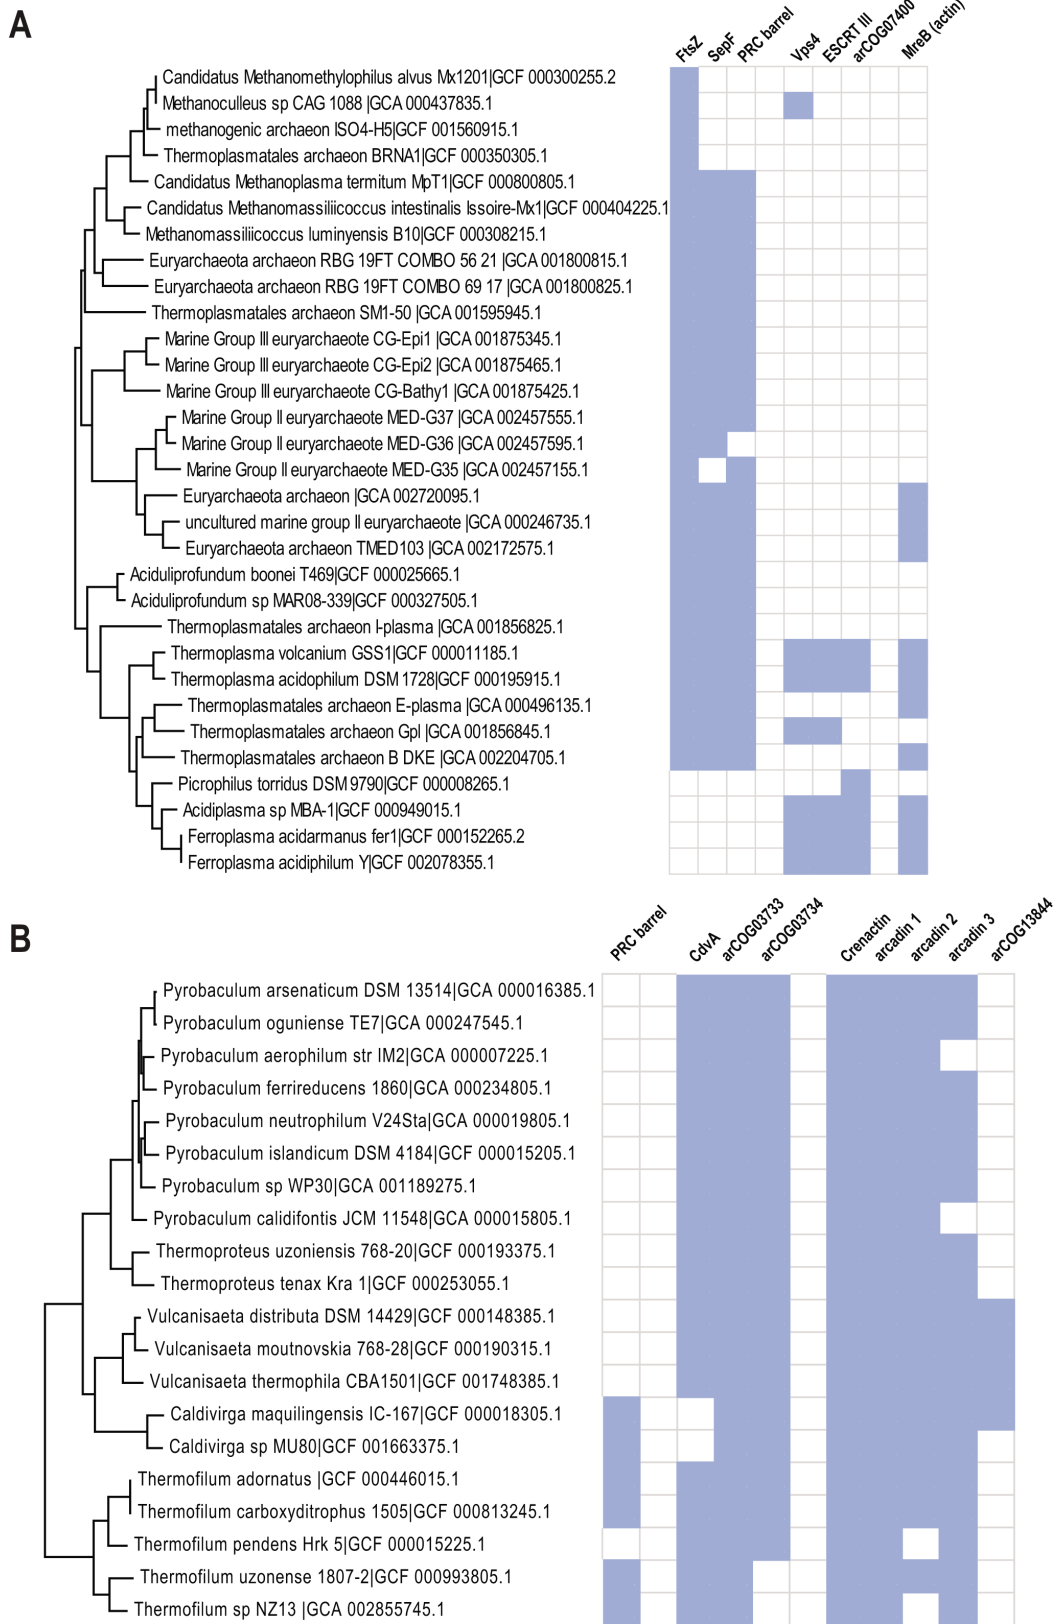 A
FtsZ SepF PRC barrel Vps4 ESCRT III arCOG07400 MreB (actin)
Candidatus Methanomethylophilus alvus Mx1201|GCF 000300255.2
Methanoculleus sp CAG 1088 |GCA 000437835.1
methanogenic archaeon ISO4-H5|GCF 001560915.1
Thermoplasmatales archaeon BRNA1|GCF 000350305.1
Candidatus Methanoplasma termitum MpT1|GCF 000800805.1
Candidatus Methanomassiliicoccus intestinalis Issoire-Mx1|GCF 000404225.1
Methanomassiliicoccus luminyensis B10|GCF 000308215.1
Euryarchaeota archaeon RBG 19FT COMBO 56 21 |GCA 001800815.1
Euryarchaeota archaeon RBG 19FT COMBO 69 17 |GCA 001800825.1
Thermoplasmatales archaeon SM1-50 |GCA 001595945.1
Marine Group III euryarchaeote CG-Epi1 |GCA 001875345.1
Marine Group III euryarchaeote CG-Epi2 |GCA 001875465.1
Marine Group III euryarchaeote CG-Bathy1 |GCA 001875425.1
Marine Group II euryarchaeote MED-G37 |GCA 002457555.1
Marine Group II euryarchaeote MED-G36 |GCA 002457595.1
Marine Group II euryarchaeote MED-G35 |GCA 002457155.1
Euryarchaeota archaeon |GCA 002720095.1
uncultured marine group II euryarchaeote |GCA 000246735.1
Euryarchaeota archaeon TMED103 |GCA 002172575.1
Aciduliprofundum boonei T469|GCF 000025665.1
Aciduliprofundum sp MAR08-339|GCF 000327505.1
Thermoplasmatales archaeon I-plasma |GCA 001856825.1
Thermoplasma volcanium GSS1|GCF 000011185.1
Thermoplasma acidophilum DSM 1728|GCF 000195915.1
Thermoplasmatales archaeon E-plasma |GCA 000496135.1
Thermoplasmatales archaeon Gpl |GCA 001856845.1
Thermoplasmatales archaeon B DKE |GCA 002204705.1
Picrophilus torridus DSM 9790|GCF 000008265.1
Acidiplasma sp MBA-1|GCF 000949015.1
Ferroplasma acidarmanus fer1|GCF 000152265.2
Ferroplasma acidiphilum Y|GCF 002078355.1
B
PRC barrel CdvA arCOG03733 arCOG03734 Crenactin arcadin 1 arcadin 2 arcadin 3 arCOG13844
Pyrobaculum arsenaticum DSM 13514|GCA 000016385.1
Pyrobaculum oguniense TE7|GCA 000247545.1
Pyrobaculum aerophilum str IM2|GCA 000007225.1
Pyrobaculum ferrireducens 1860|GCA 000234805.1
Pyrobaculum neutrophilum V24Sta|GCA 000019805.1
Pyrobaculum islandicum DSM 4184|GCF 000015205.1
Pyrobaculum sp WP30|GCA 001189275.1
Pyrobaculum calidifontis JCM 11548|GCA 000015805.1
Thermoproteus uzoniensis 768-20|GCF 000193375.1
Thermoproteus tenax Kra 1|GCF 000253055.1
Vulcanisaeta distributa DSM 14429|GCF 000148385.1
Vulcanisaeta moutnovskia 768-28|GCF 000190315.1
Vulcanisaeta thermophila CBA1501|GCF 001748385.1
Caldivirga maquilingensis IC-167|GCF 000018305.1
Caldivirga sp MU80|GCF 001663375.1
Thermofilum adornatus |GCF 000446015.1
Thermofilum carboxyditrophus 1505|GCF 000813245.1
Thermofilum pendens Hrk 5|GCF 000015225.1
Thermofilum uzonense 1807-2|GCF 000993805.1
Thermofilum sp NZ13 |GCA 002855745.1